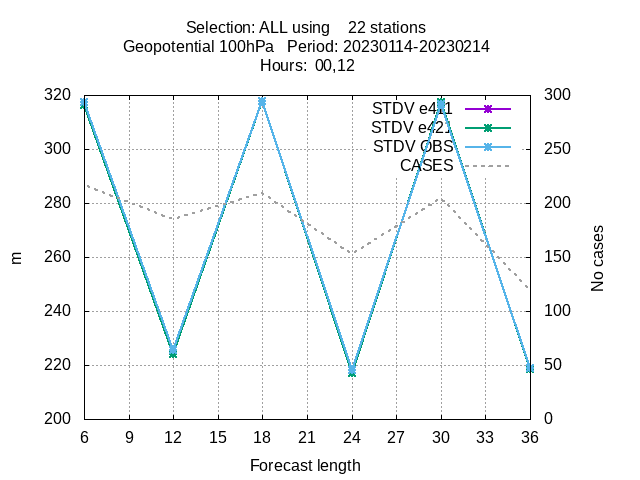 Selection: ALL using 22 stations
Geopotential 100hPa Period: 20230114-20230214
Hours: 00,12
320 300
STDV e411
STDV e421
300 250
STDV OBS
CASES
280 200
260 150
m
No cases
240 100
220 50
200 0
6 9 12 15 18 21 24 27 30 33 36
Forecast length